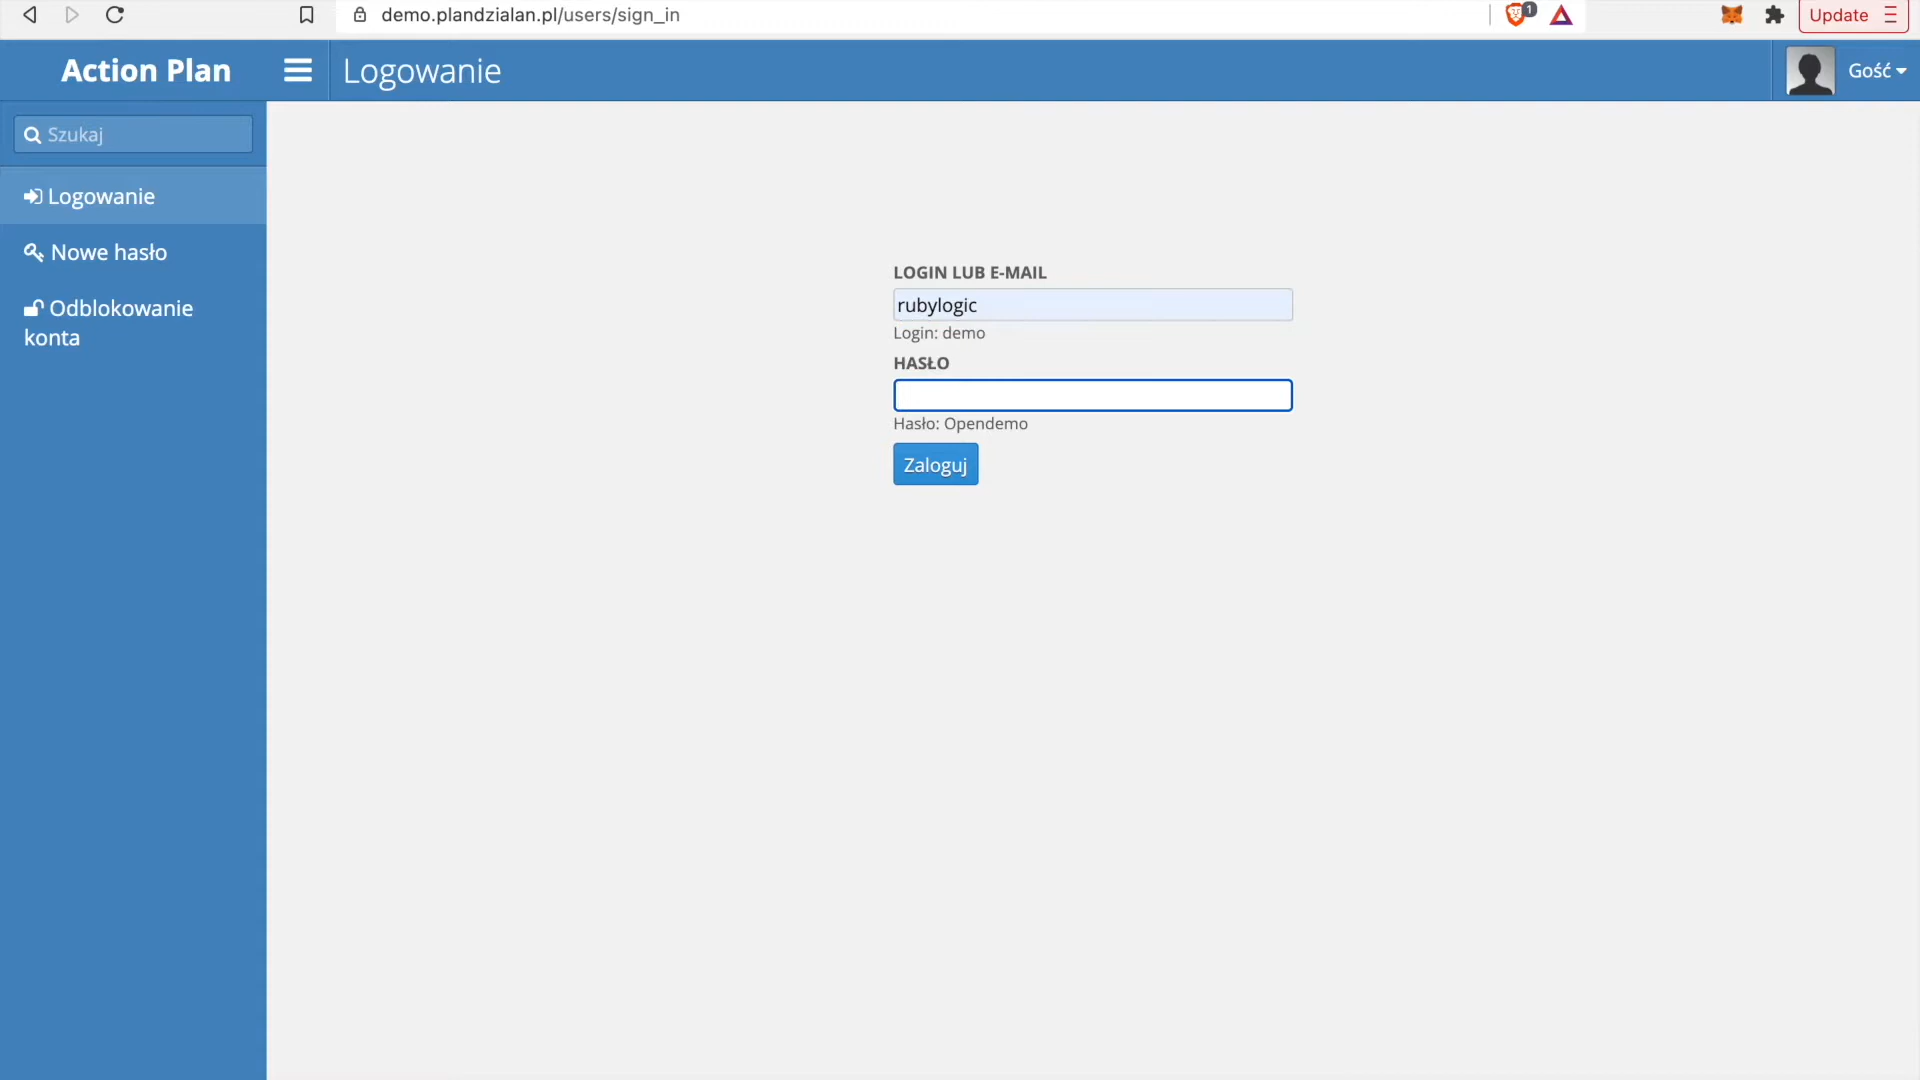 demo.plandzialan.pl/users/sign_in
1
Update
Action Plan
Logowanie
Gość
Szukaj
Logowanie
Nowe hasło
Odblokowanie
konta
LOGIN LUB E-MAIL
rubylogic
Login: demo
HASŁO
Hasło: Opendemo
Zaloguj